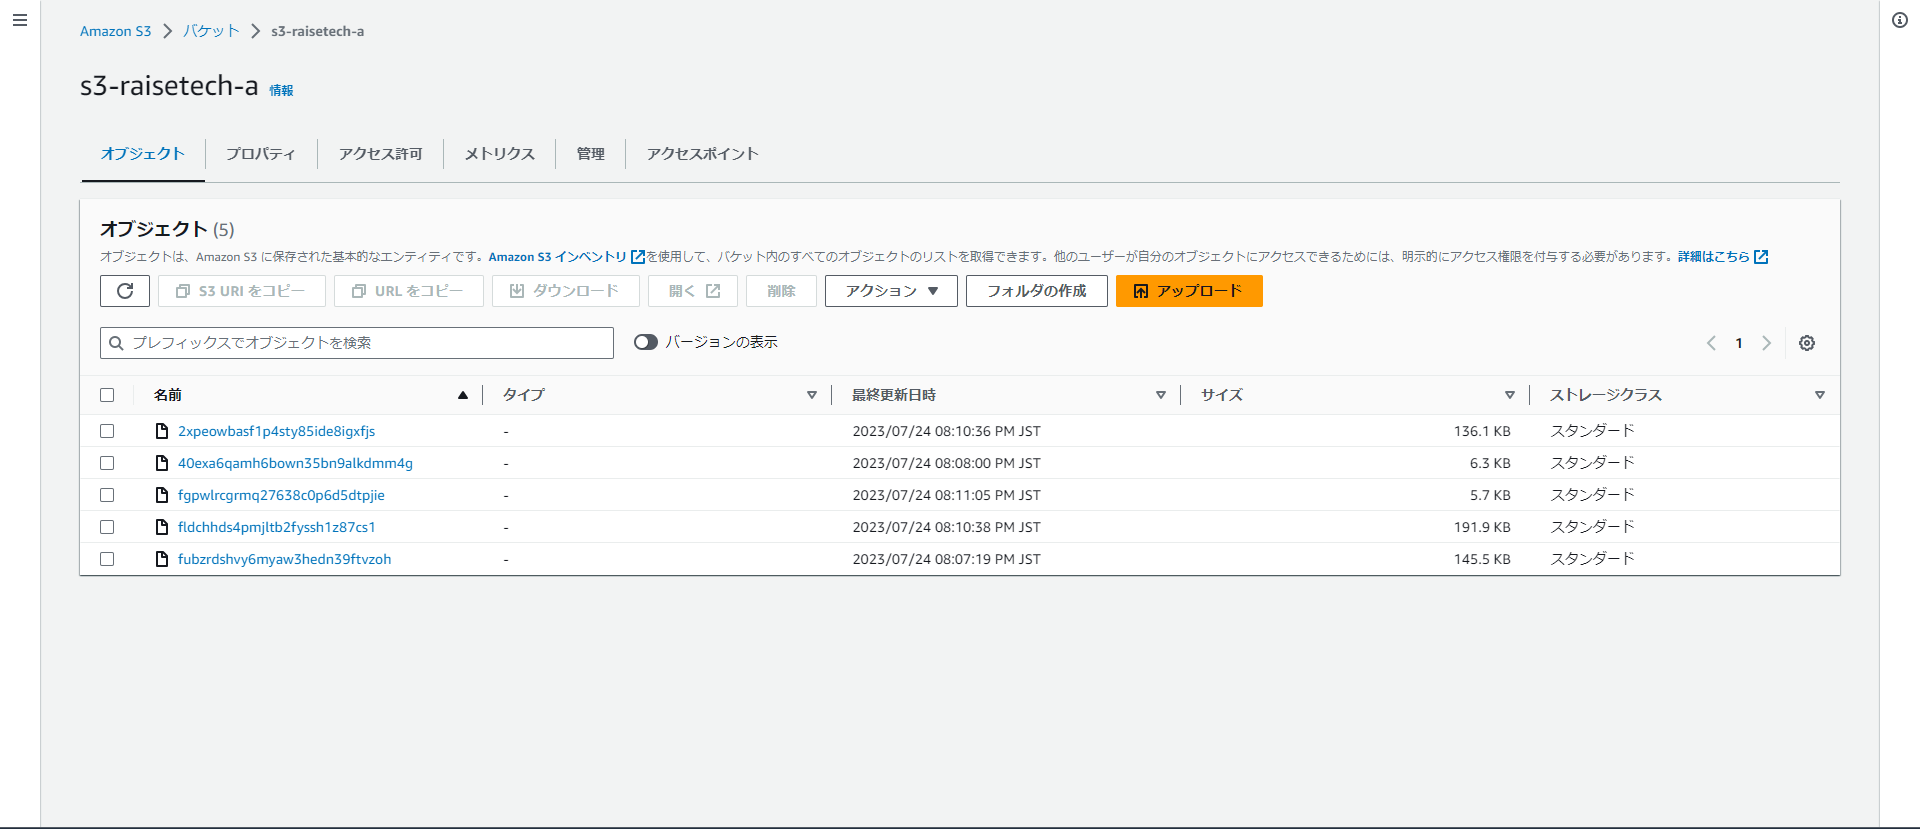 Amazon S3 > バケット > s3-raisetech-a
s3-raisetech-a 情報
オブジェクト プロパティ アクセス許可 メトリクス 管理 アクセスポイント
オブジェクト (5)
オブジェクトは、Amazon S3 に保存された基本的なエンティティです。Amazon S3 インベントリ を使用して、バケット内のすべてのオブジェクトのリストを取得できます。他のユーザーが自分のオブジェクトにアクセスできるためには、明示的にアクセス権限を付与する必要があります。詳細はこちら
S3 URI をコピー URL をコピー ダウンロード 開く 削除 アクション フォルダの作成 アップロード
プレフィックスでオブジェクトを検索 バージョンの表示 1
名前 タイプ 最終更新日時 サイズ ストレージクラス
2xpeowbasf1p4sty85ide8igxfjs - 2023/07/24 08:10:36 PM JST 136.1 KB スタンダード
40exa6qamh6bown35bn9alkdmm4g - 2023/07/24 08:08:00 PM JST 6.3 KB スタンダード
fgpwlrcgrmq27638c0p6d5dtpjie - 2023/07/24 08:11:05 PM JST 5.7 KB スタンダード
fldchhds4pmjltb2fyssh1z87cs1 - 2023/07/24 08:10:38 PM JST 191.9 KB スタンダード
fubzrdshvy6myaw3hedn39ftvzoh - 2023/07/24 08:07:19 PM JST 145.5 KB スタンダード